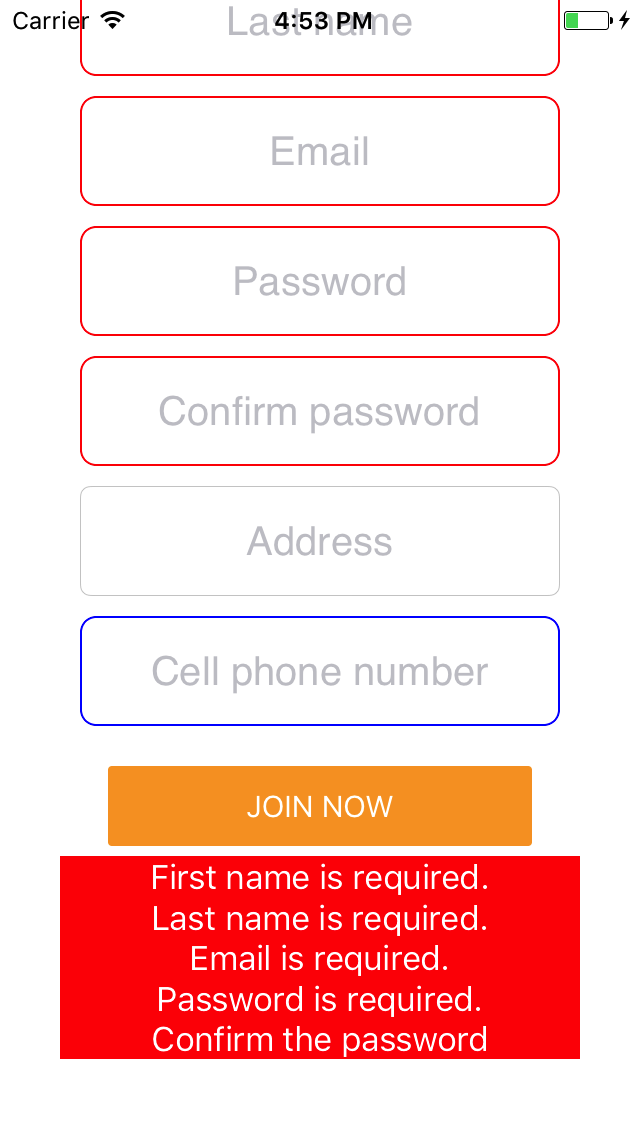 Carrier 4:53 PM
Last name
Email
Password
Confirm password
Address
Cell phone number
JOIN NOW
First name is required.
Last name is required.
Email is required.
Password is required.
Confirm the password